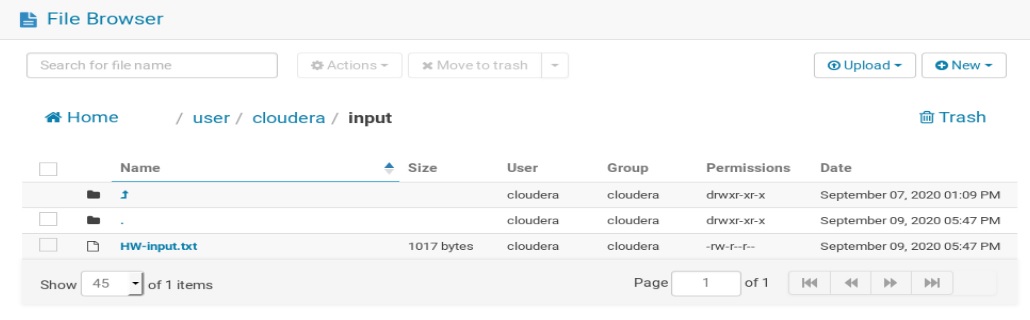 File Browser
Search for file name Actions Move to trash Upload New
Home / user / cloudera / input Trash
Name Size User Group Permissions Date
cloudera cloudera drwxr-xr-x September 07, 2020 01:09 PM
. cloudera cloudera drwxr-xr-x September 09, 2020 05:47 PM
HW-input.txt 1017 bytes cloudera cloudera -rw-r--r-- September 09, 2020 05:47 PM
Show 45 of 1 items Page 1 of 1